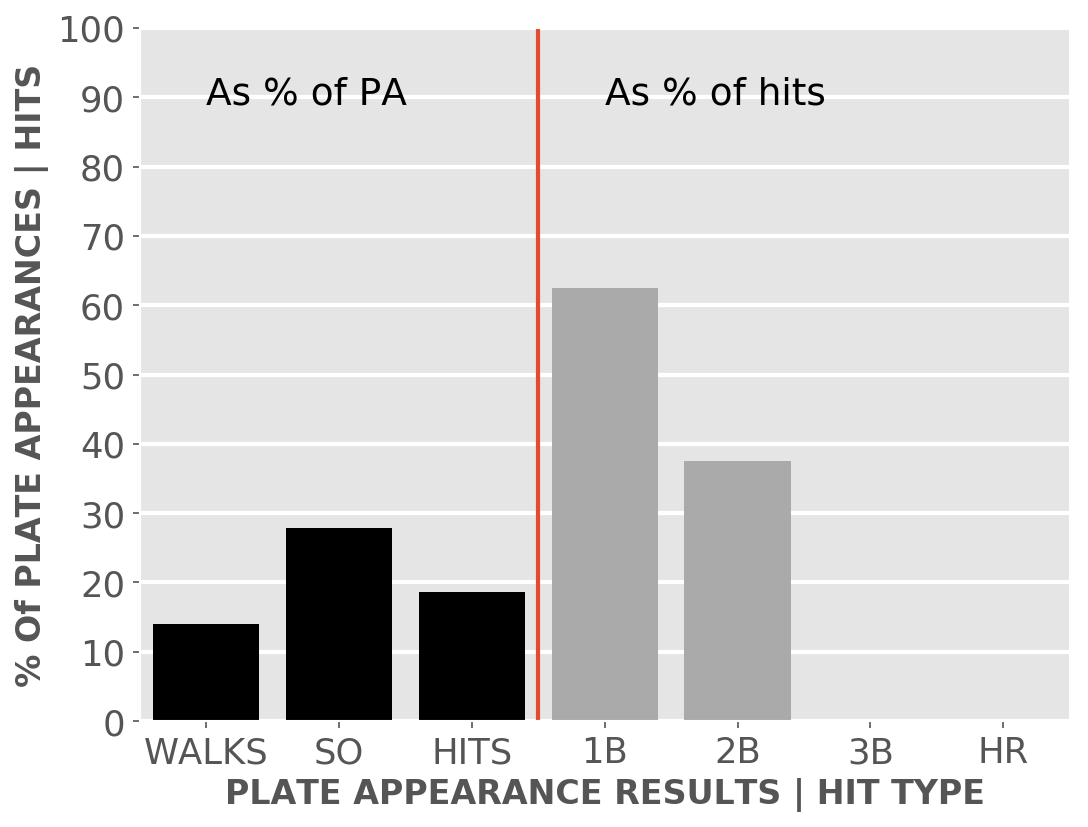 % Of PLATE APPEARANCES | HITS
100
90
80
70
60
50
40
30
20
10
0
As % of PA
As % of hits
WALKS SO HITS 1B 2B 3B HR
PLATE APPEARANCE RESULTS | HIT TYPE